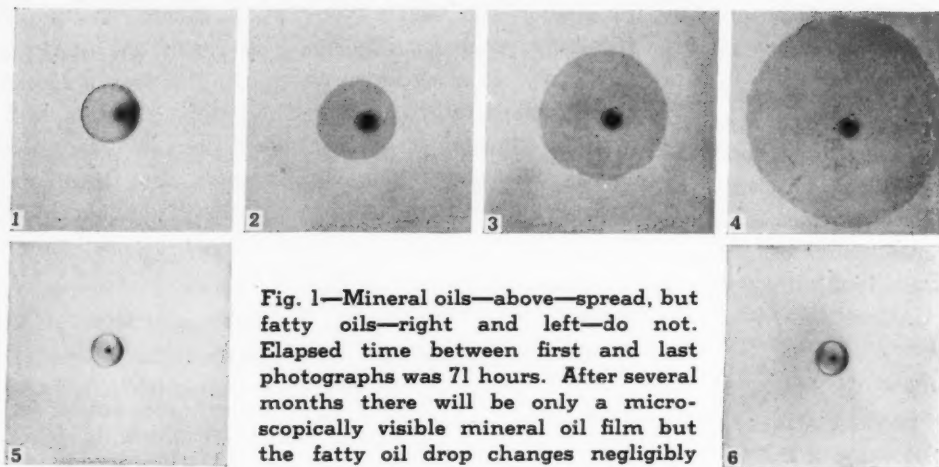 1
2
3
4
5
6
Fig. 1—Mineral oils—above—spread, but
fatty oils—right and left—do not.
Elapsed time between first and last
photographs was 71 hours. After several
months there will be only a micro-
scopically visible mineral oil film but
the fatty oil drop changes negligibly